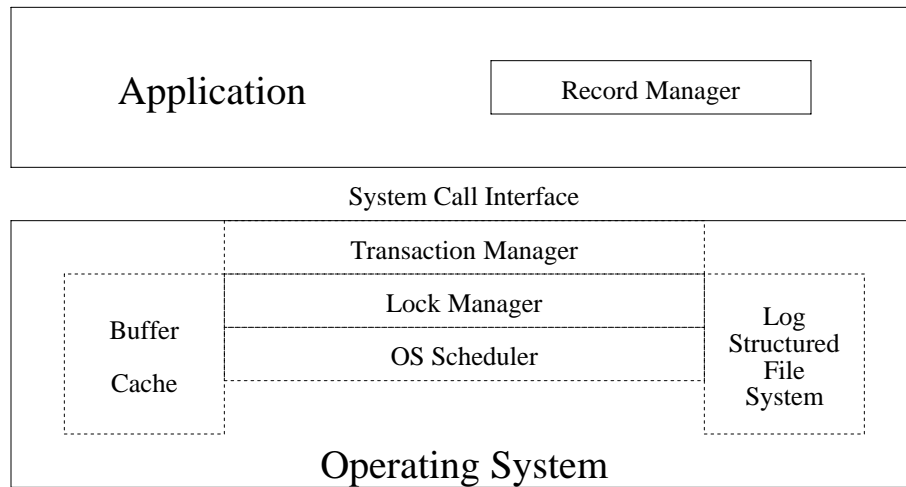 Application
Record Manager
System Call Interface
Transaction Manager
Lock Manager
OS Scheduler
Buffer
Cache
Log
Structured
File
System
Operating System